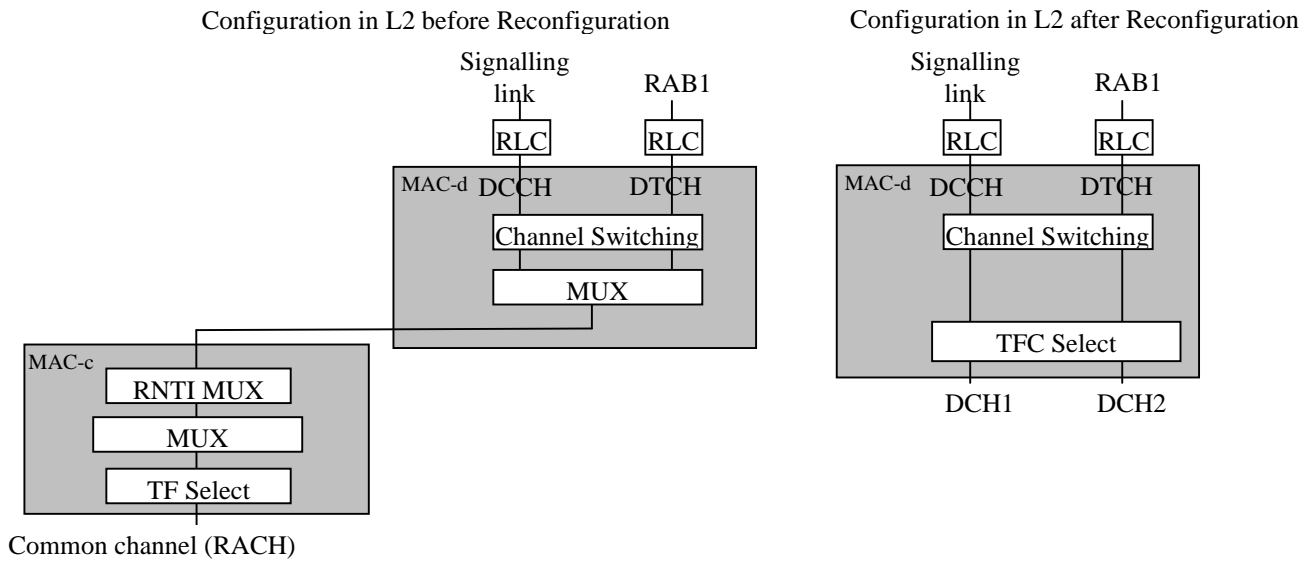 Configuration in L2 before Reconfiguration
Signalling
link
RAB1
RLC
RLC
MAC-d
DCCH
DTCH
Channel Switching
MUX
MAC-c
RNTI MUX
MUX
TF Select
Common channel (RACH)
Configuration in L2 after Reconfiguration
Signalling
link
RAB1
RLC
RLC
MAC-d
DCCH
DTCH
Channel Switching
TFC Select
DCH1
DCH2